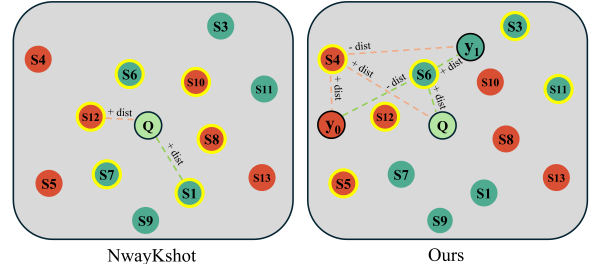 S3
S4
S6
S10
S11
S12
+ dist
Q
S8
+ dist
S7
S5
S1
S13
S9
NwayKshot
S3
y1
- dist
S4
+ dist
+ dist
S6
+ dist
- dist
S10
S11
+ dist
y0
S12
Q
S8
S5
S7
S1
S13
S9
Ours